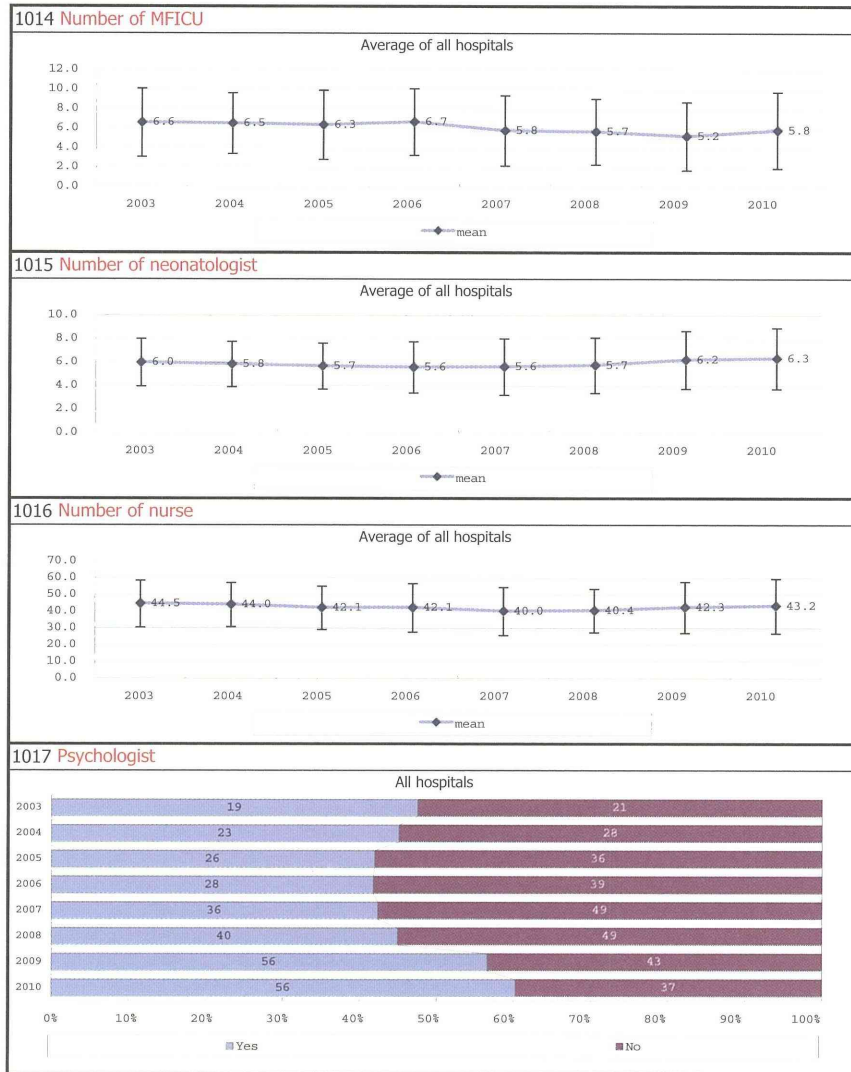 1014 Number of MFICU
Average of all hospitals
12.0
10.0
8.0
6.0
4.0
2.0
0.0
6.6 6.5 6.3 6.7 5.8 5.7 5.2 5.8
2003 2004 2005 2006 2007 2008 2009 2010
mean
1015 Number of neonatologist
Average of all hospitals
10.0
8.0
6.0
4.0
2.0
0.0
6.0 5.8 5.7 5.6 5.6 5.7 6.2 6.3
2003 2004 2005 2006 2007 2008 2009 2010
mean
1016 Number of nurse
Average of all hospitals
70.0
60.0
50.0
40.0
30.0
20.0
10.0
0.0
44.5 44.0 42.1 42.1 40.0 40.4 42.3 43.2
2003 2004 2005 2006 2007 2008 2009 2010
mean
1017 Psychologist
All hospitals
2003 19 21
2004 23 28
2005 26 36
2006 28 39
2007 36 49
2008 40 49
2009 56 43
2010 56 37
0% 10% 20% 30% 40% 50% 60% 70% 80% 90% 100%
Yes No